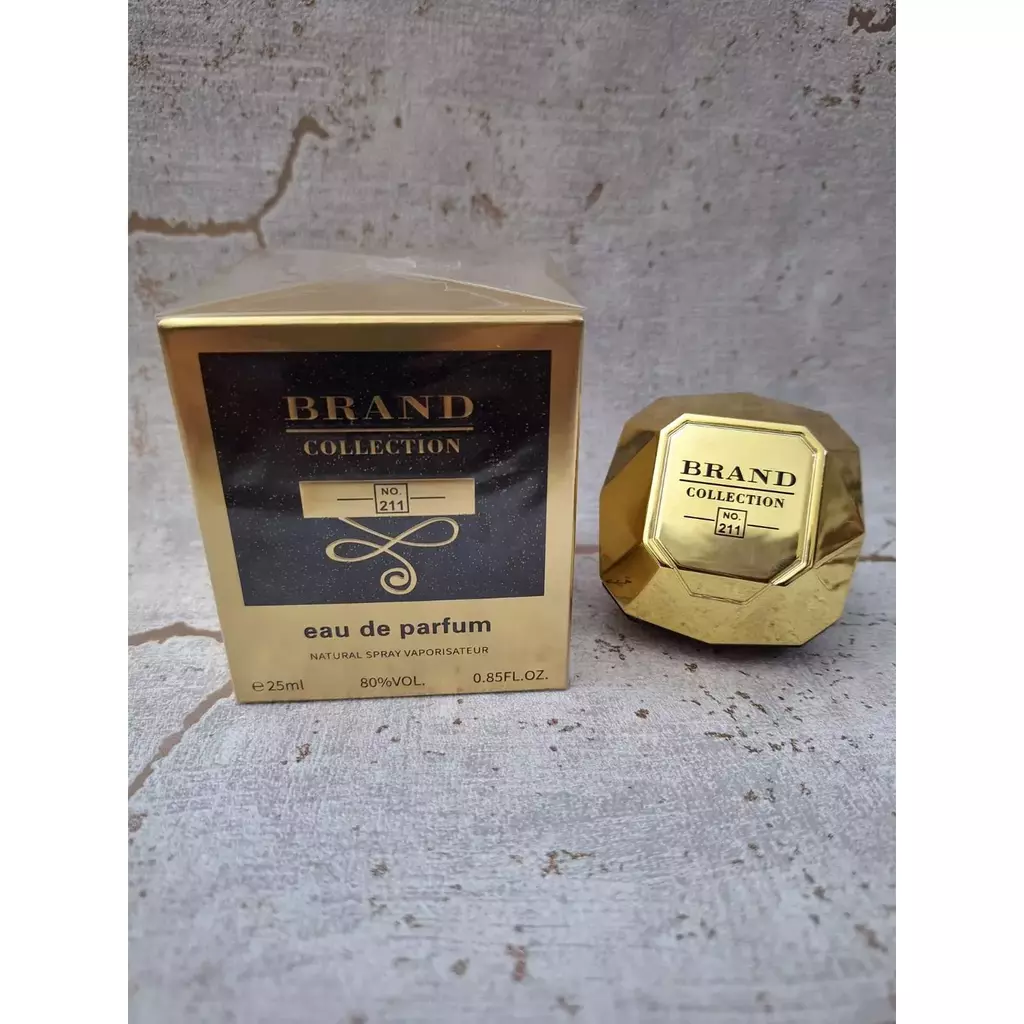 BRAND
COLLECTION
NO.
211
eau de parfum
NATURAL SPRAY VAPORISATEUR
℮25ml 80%VOL. 0.85FL.OZ.
BRAND
COLLECTION
NO.
211